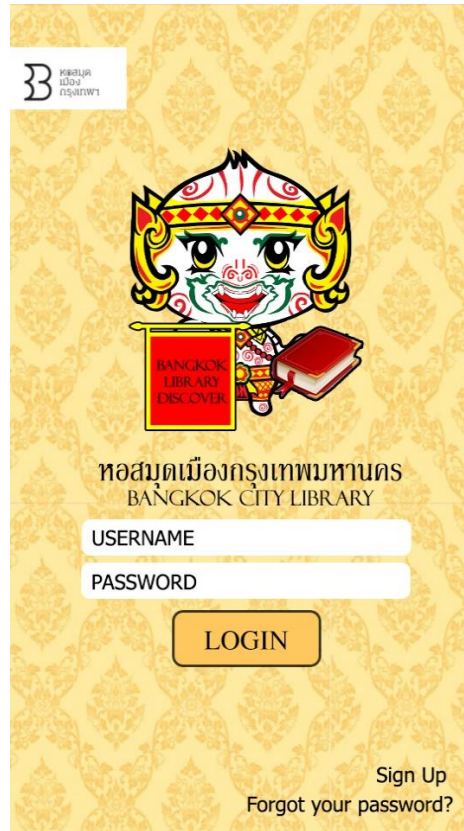 หอสมุด
เมือง
กรุงเทพฯ
BANGKOK
LIBRARY
DISCOVER
หอสมุดเมืองกรุงเทพมหานคร
BANGKOK CITY LIBRARY
USERNAME
PASSWORD
LOGIN
Sign Up
Forgot your password?